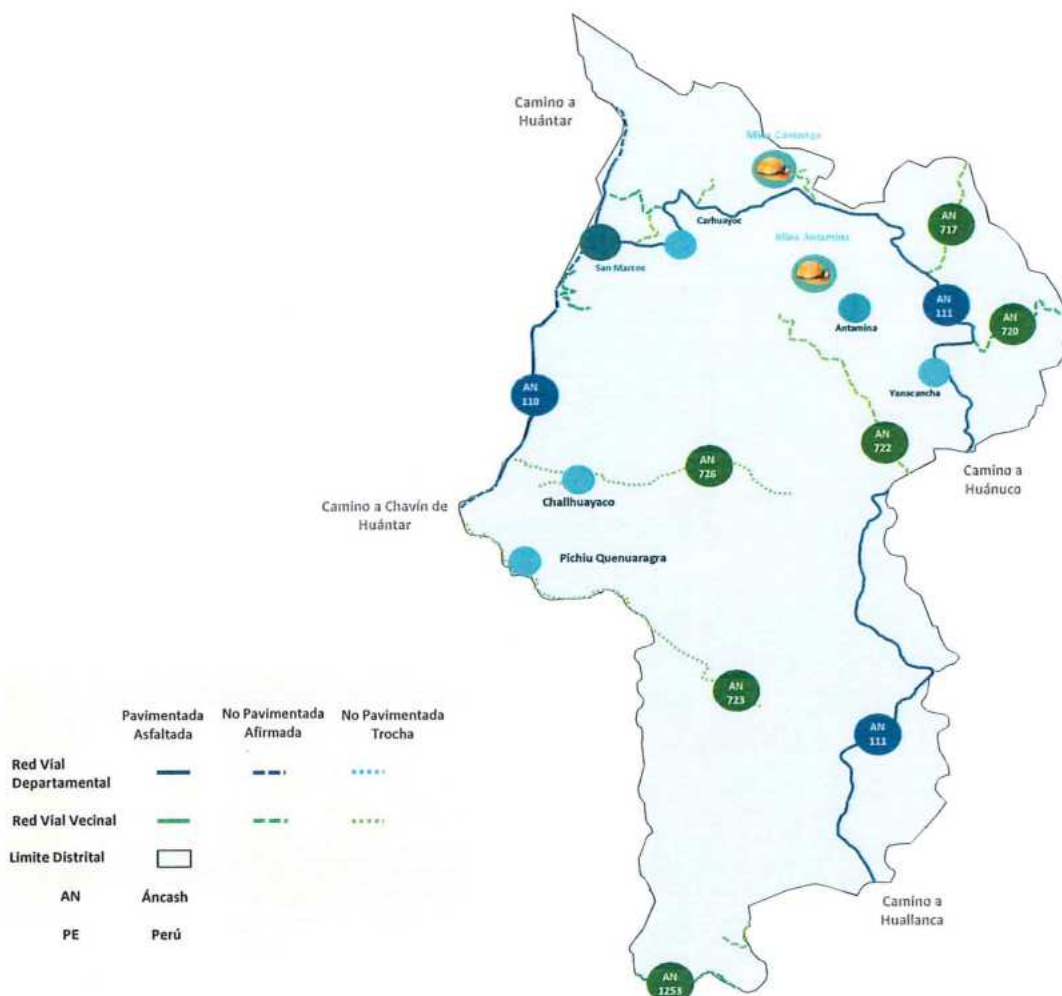 Camino a
Huántar
Mina Contonga
Carhuayoc
AN
717
San Marcos
Mina Antamina
AN
111
Antamina
AN
720
AN
110
Yanacancha
AN
722
AN
726
Camino a
Huánuco
Challhuayaco
Camino a Chavín de
Huántar
Pichiu Quenuaragra
AN
723
AN
111
Pavimentada
Asfaltada
No Pavimentada
Afirmada
No Pavimentada
Trocha
Red Vial
Departamental
Red Vial Vecinal
Limite Distrital
AN
Áncash
PE
Perú
Camino a
Huallanca
AN
1253